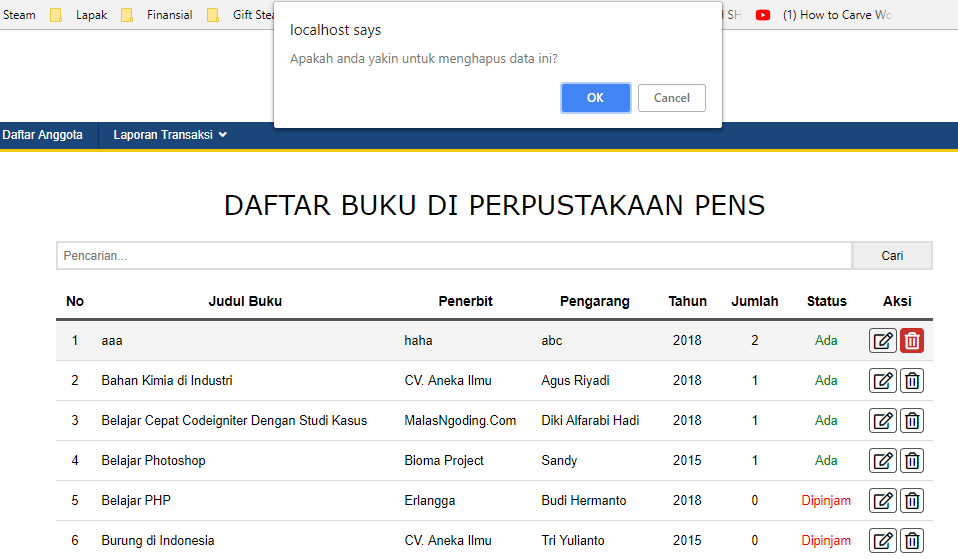 Steam Lapak Finansial Gift SH (1) How to Carve
localhost says
Apakah anda yakin untuk menghapus data ini?
OK Cancel
Daftar Anggota Laporan Transaksi
DAFTAR BUKU DI PERPUSTAKAAN PENS
Pencarian... Cari
No Judul Buku Penerbit Pengarang Tahun Jumlah Status Aksi
1 aaa haha abc 2018 2 Ada
2 Bahan Kimia di Industri CV. Aneka Ilmu Agus Riyadi 2018 1 Ada
3 Belajar Cepat Codeigniter Dengan Studi Kasus MalasNgoding.Com Diki Alfarabi Hadi 2018 1 Ada
4 Belajar Photoshop Bioma Project Sandy 2015 1 Ada
5 Belajar PHP Erlangga Budi Hermanto 2018 0 Dipinjam
6 Burung di Indonesia CV. Aneka Ilmu Tri Yulianto 2015 0 Dipinjam